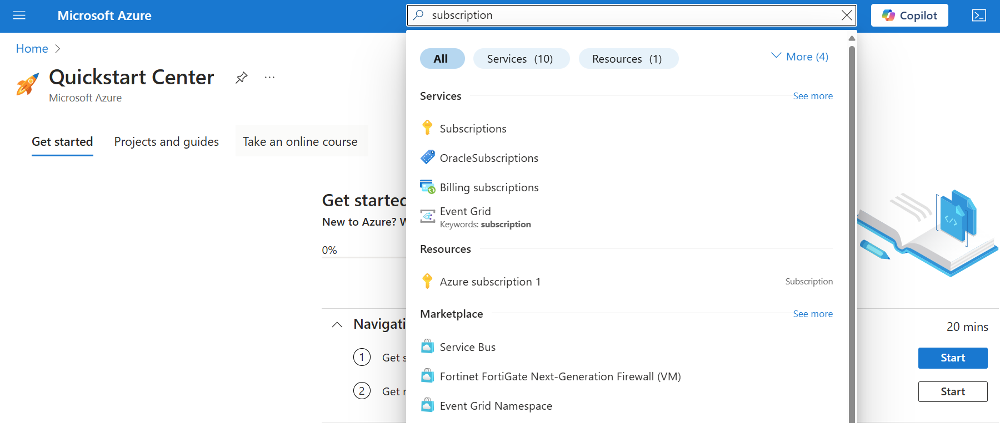 Microsoft Azure
subscription
Copilot
Home
Quickstart Center
Microsoft Azure
Get started
Projects and guides
Take an online course
Get started
New to Azure?
0%
Navigati
1 Get s
2 Get r
All
Services (10)
Resources (1)
More (4)
Services
See more
Subscriptions
OracleSubscriptions
Billing subscriptions
Event Grid
Keywords: subscription
Resources
Azure subscription 1
Subscription
Marketplace
See more
Service Bus
Fortinet FortiGate Next-Generation Firewall (VM)
Event Grid Namespace
20 mins
Start
Start